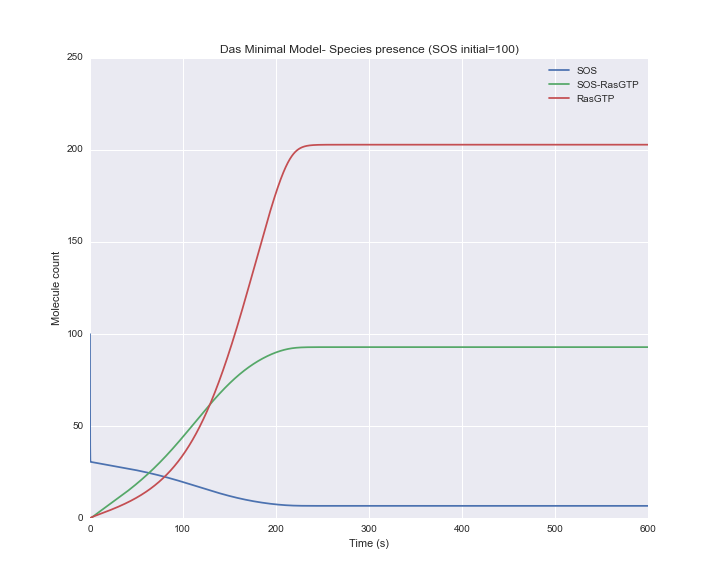 Das Minimal Model- Species presence (SOS initial=100)
250
200
150
100
50
0
Molecule count
SOS
SOS-RasGTP
RasGTP
0
100
200
300
400
500
600
Time (s)